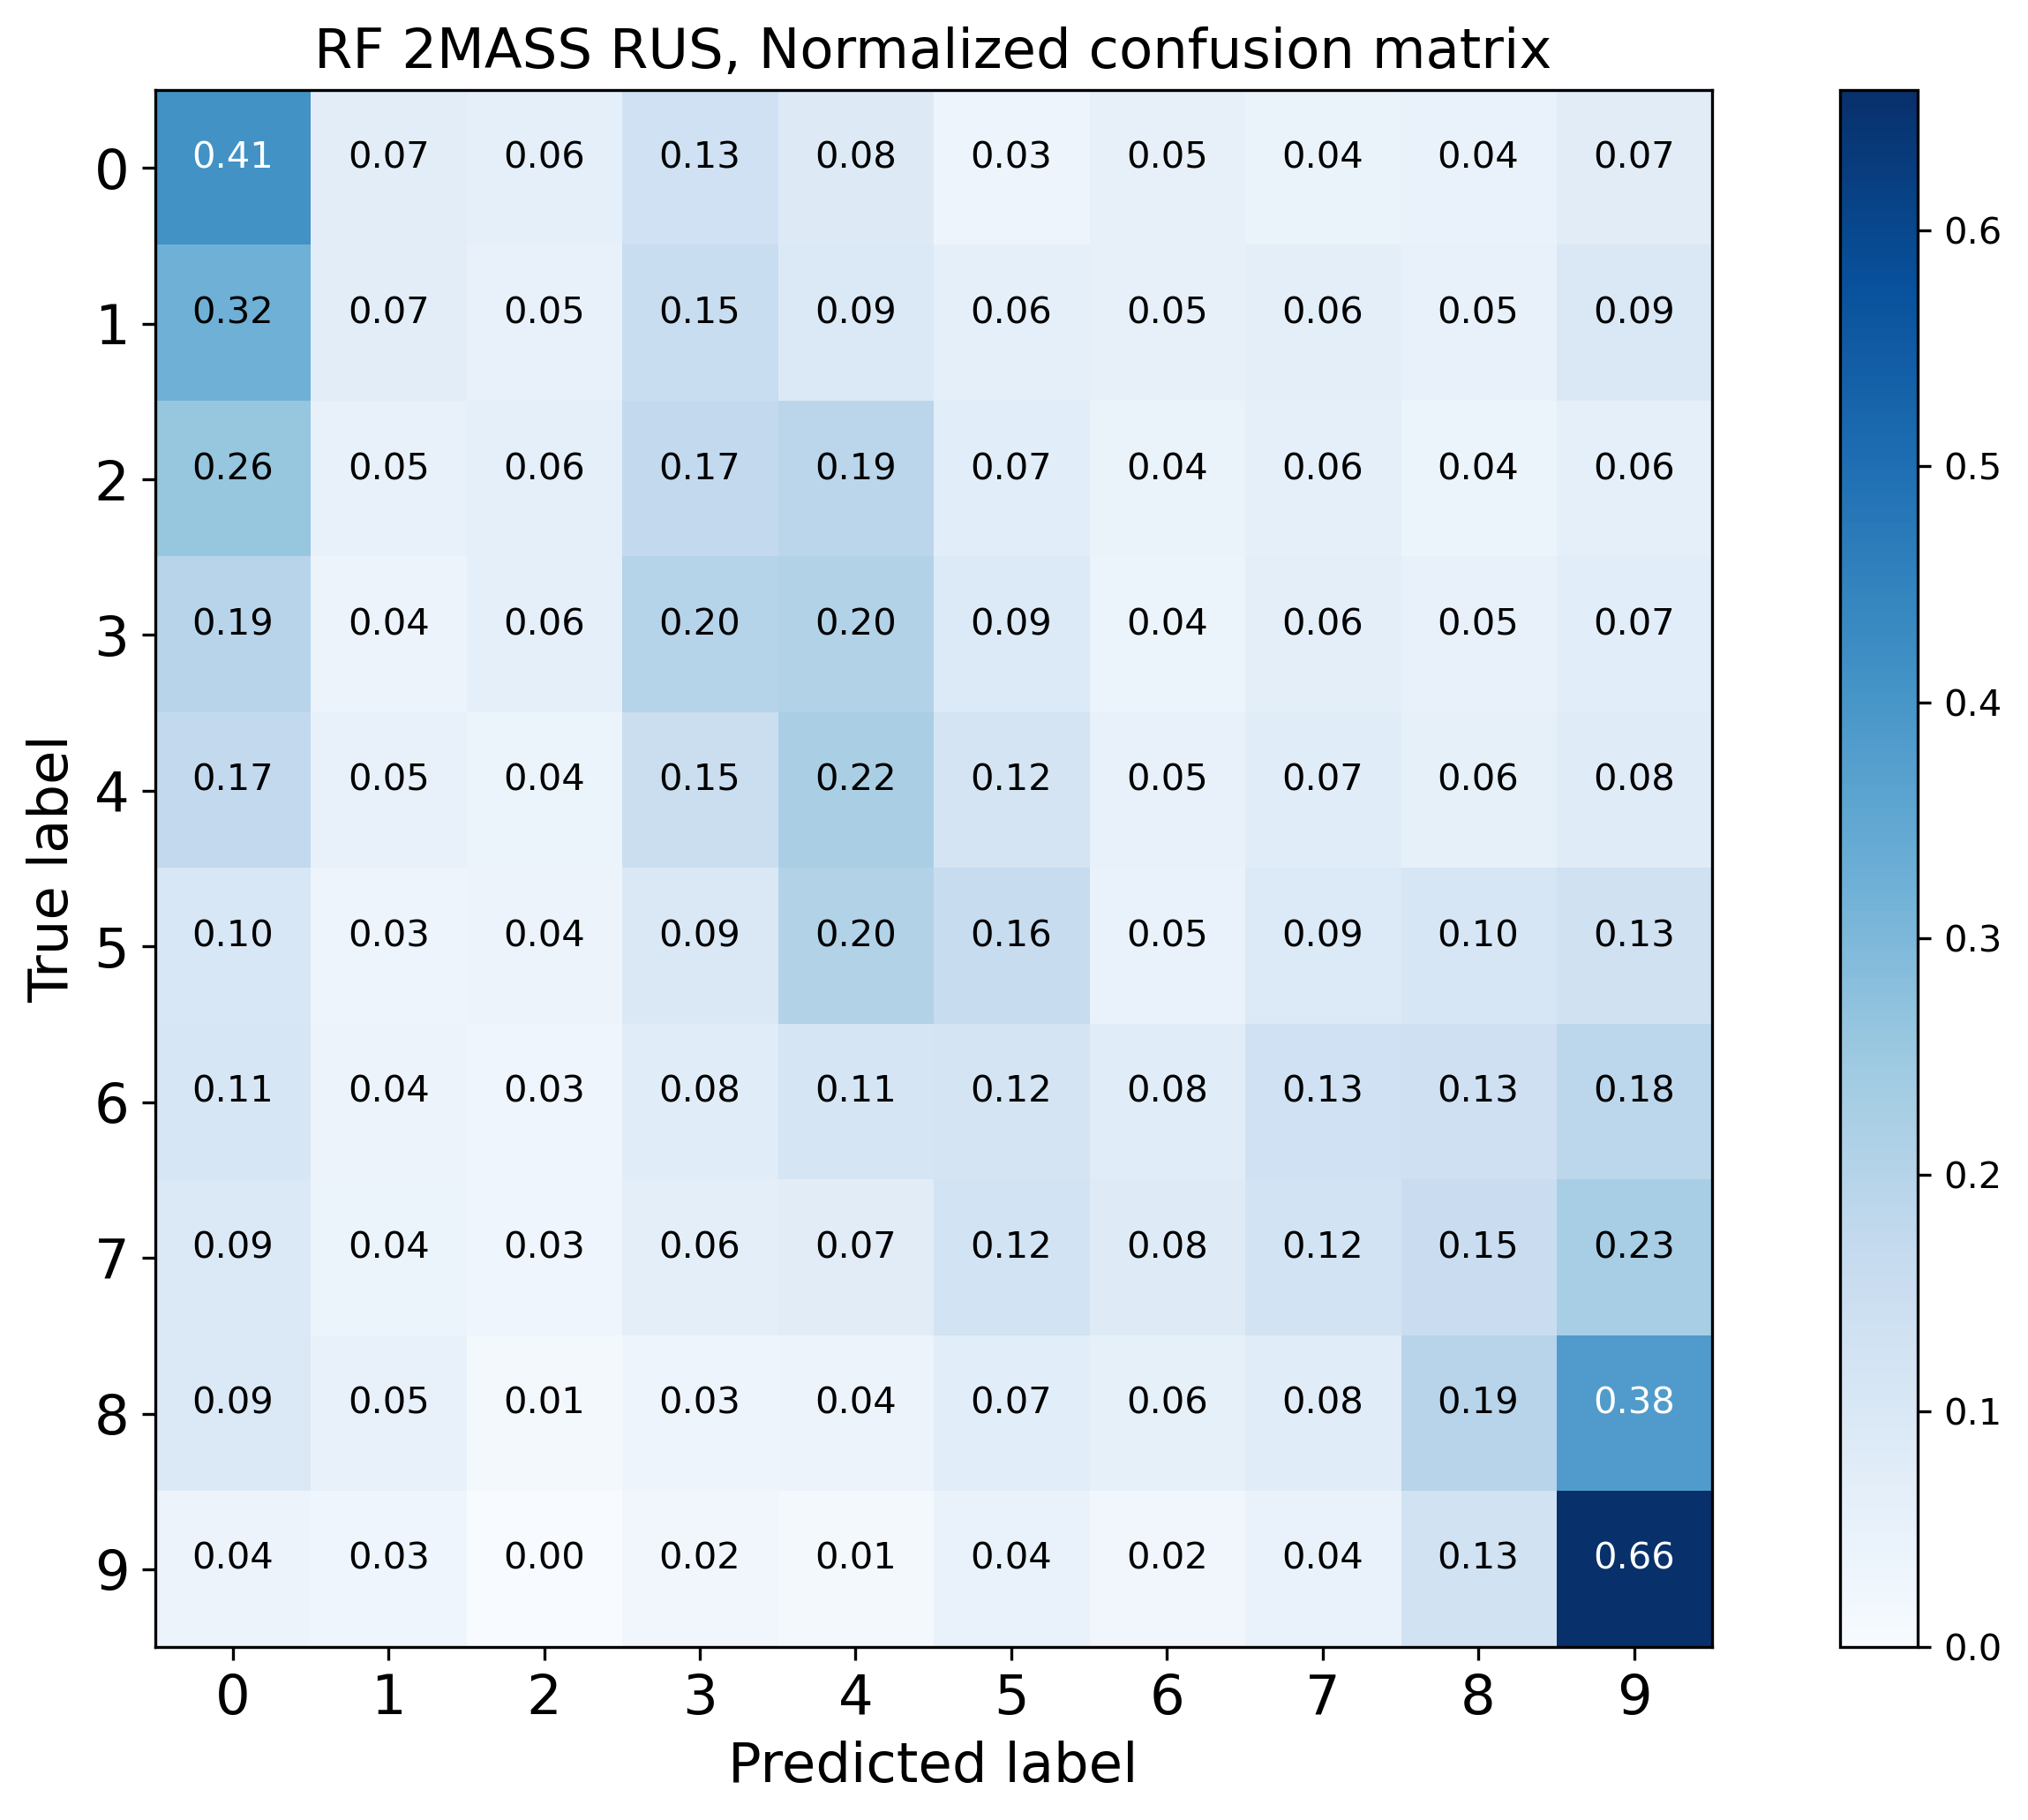 RF 2MASS RUS, Normalized confusion matrix
0 0.41 0.07 0.06 0.13 0.08 0.03 0.05 0.04 0.04 0.07
1 0.32 0.07 0.05 0.15 0.09 0.06 0.05 0.06 0.05 0.09
2 0.26 0.05 0.06 0.17 0.19 0.07 0.04 0.06 0.04 0.06
3 0.19 0.04 0.06 0.20 0.20 0.09 0.04 0.06 0.05 0.07
4 0.17 0.05 0.04 0.15 0.22 0.12 0.05 0.07 0.06 0.08
5 0.10 0.03 0.04 0.09 0.20 0.16 0.05 0.09 0.10 0.13
6 0.11 0.04 0.03 0.08 0.11 0.12 0.08 0.13 0.13 0.18
7 0.09 0.04 0.03 0.06 0.07 0.12 0.08 0.12 0.15 0.23
8 0.09 0.05 0.01 0.03 0.04 0.07 0.06 0.08 0.19 0.38
9 0.04 0.03 0.00 0.02 0.01 0.04 0.02 0.04 0.13 0.66
0 1 2 3 4 5 6 7 8 9
Predicted label
True label
0.6
0.5
0.4
0.3
0.2
0.1
0.0